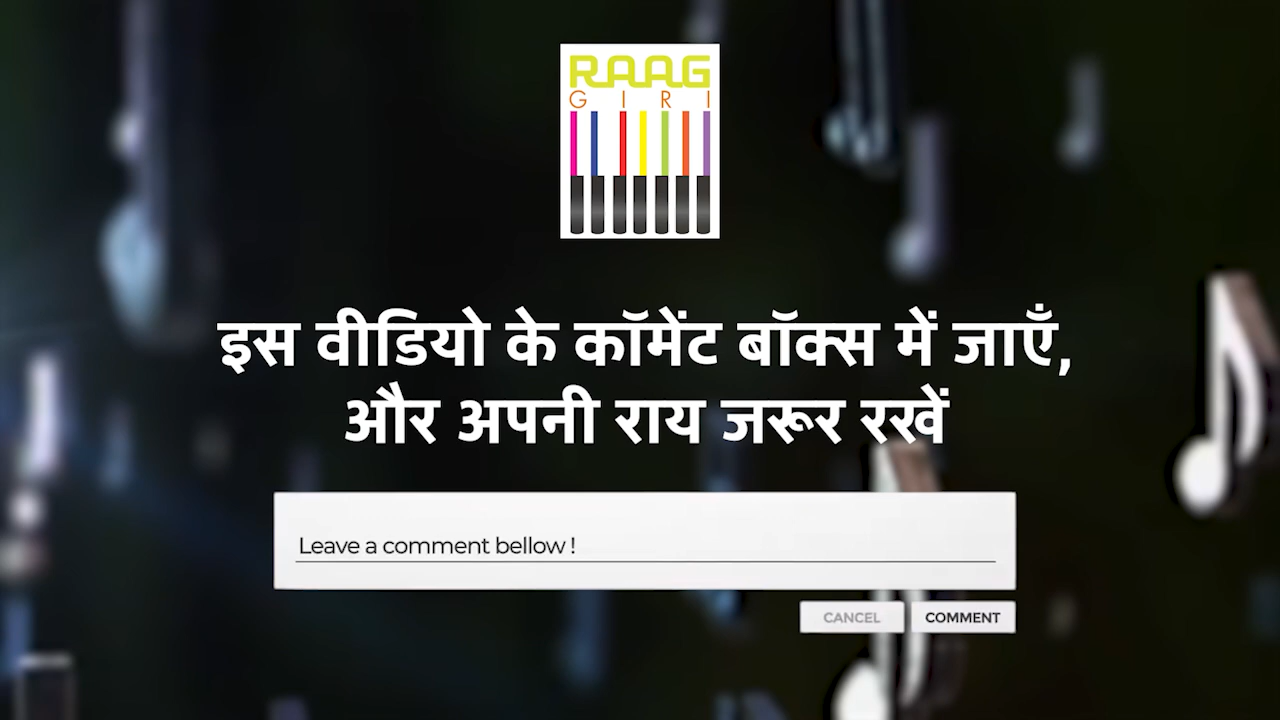 RAAG
GIRI
इस वीडियो के कॉमेंट बॉक्स में जाएँ,
और अपनी राय जरूर रखें
Leave a comment bellow !
CANCEL
COMMENT